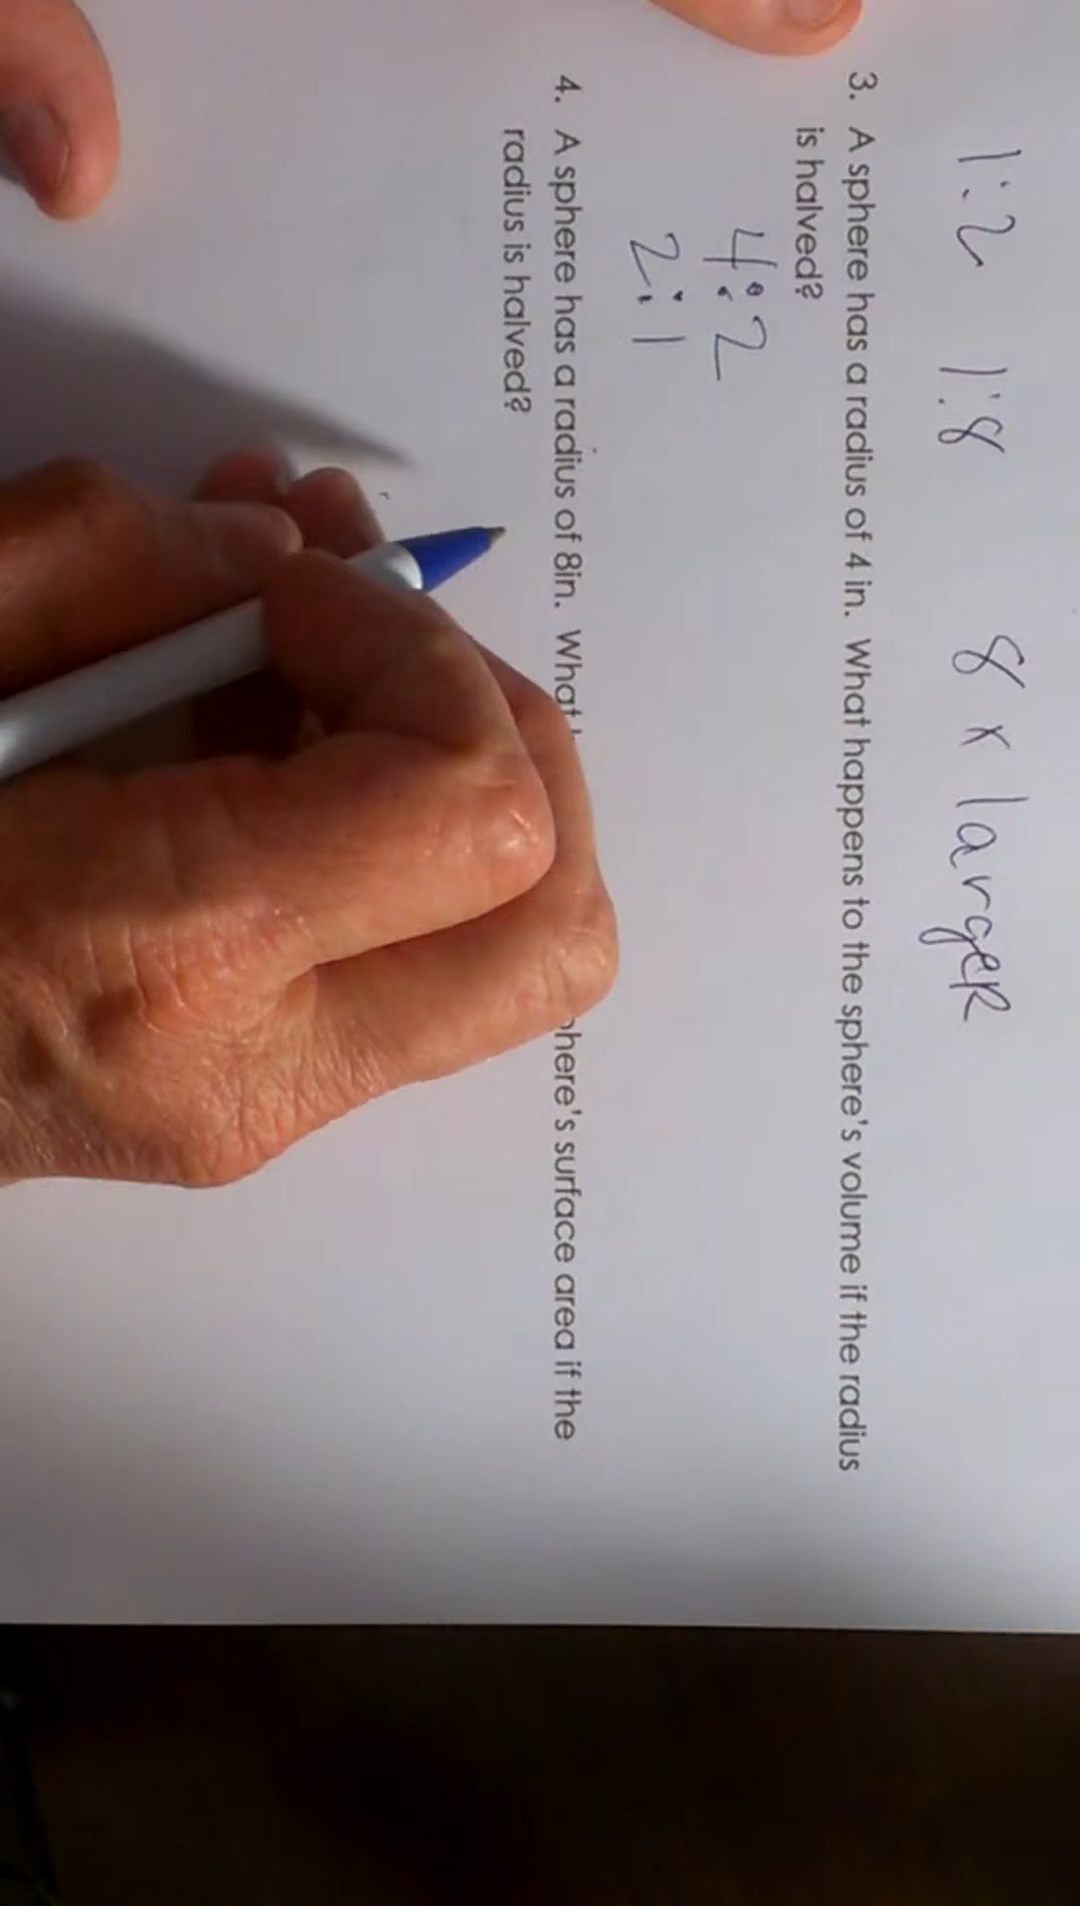 1:2 1:8 8 x larger
3. A sphere has a radius of 4 in. What happens to the sphere's volume if the radius
is halved?
4:2
2:1
4. A sphere has a radius of 8in. What here's surface area if the
radius is halved?